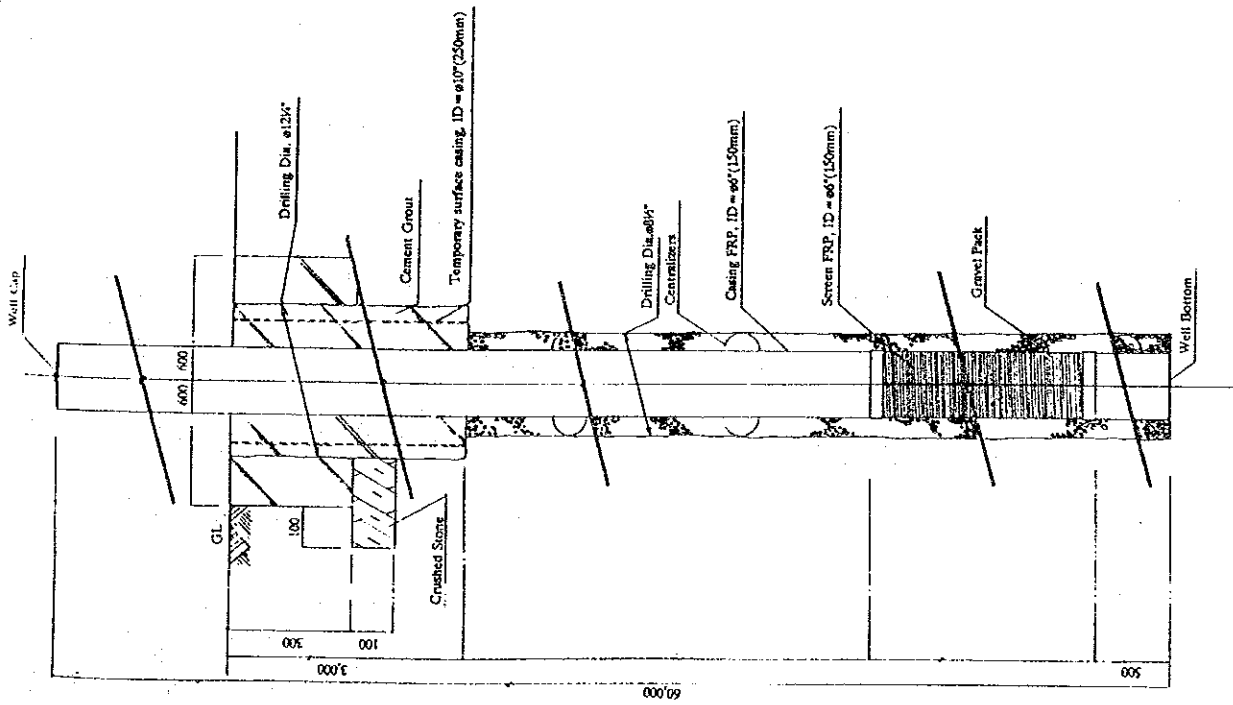 Well Cap
600
600
GL
Drilling Dia. ø12¼"
Cement Grout
Temporary surface casing, ID = ø10"(250mm)
100
Crushed Stone
300
100
3,000
Drilling Dia.ø8½"
Centralizers
Casing FRP, ID = ø6"(150mm)
Screen FRP, ID = ø6"(150mm)
Gravel Pack
Well Bottom
500
60,000